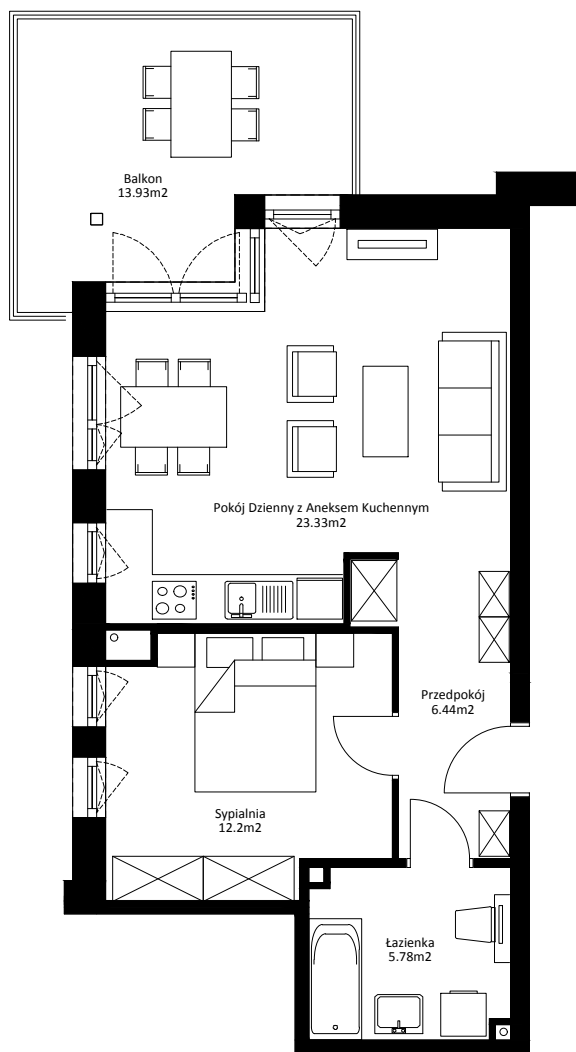 Balkon
13.93m2
Pokój Dzienny z Aneksem Kuchennym
23.33m2
Przedpokój
6.44m2
Sypialnia
12.2m2
Łazienka
5.78m2